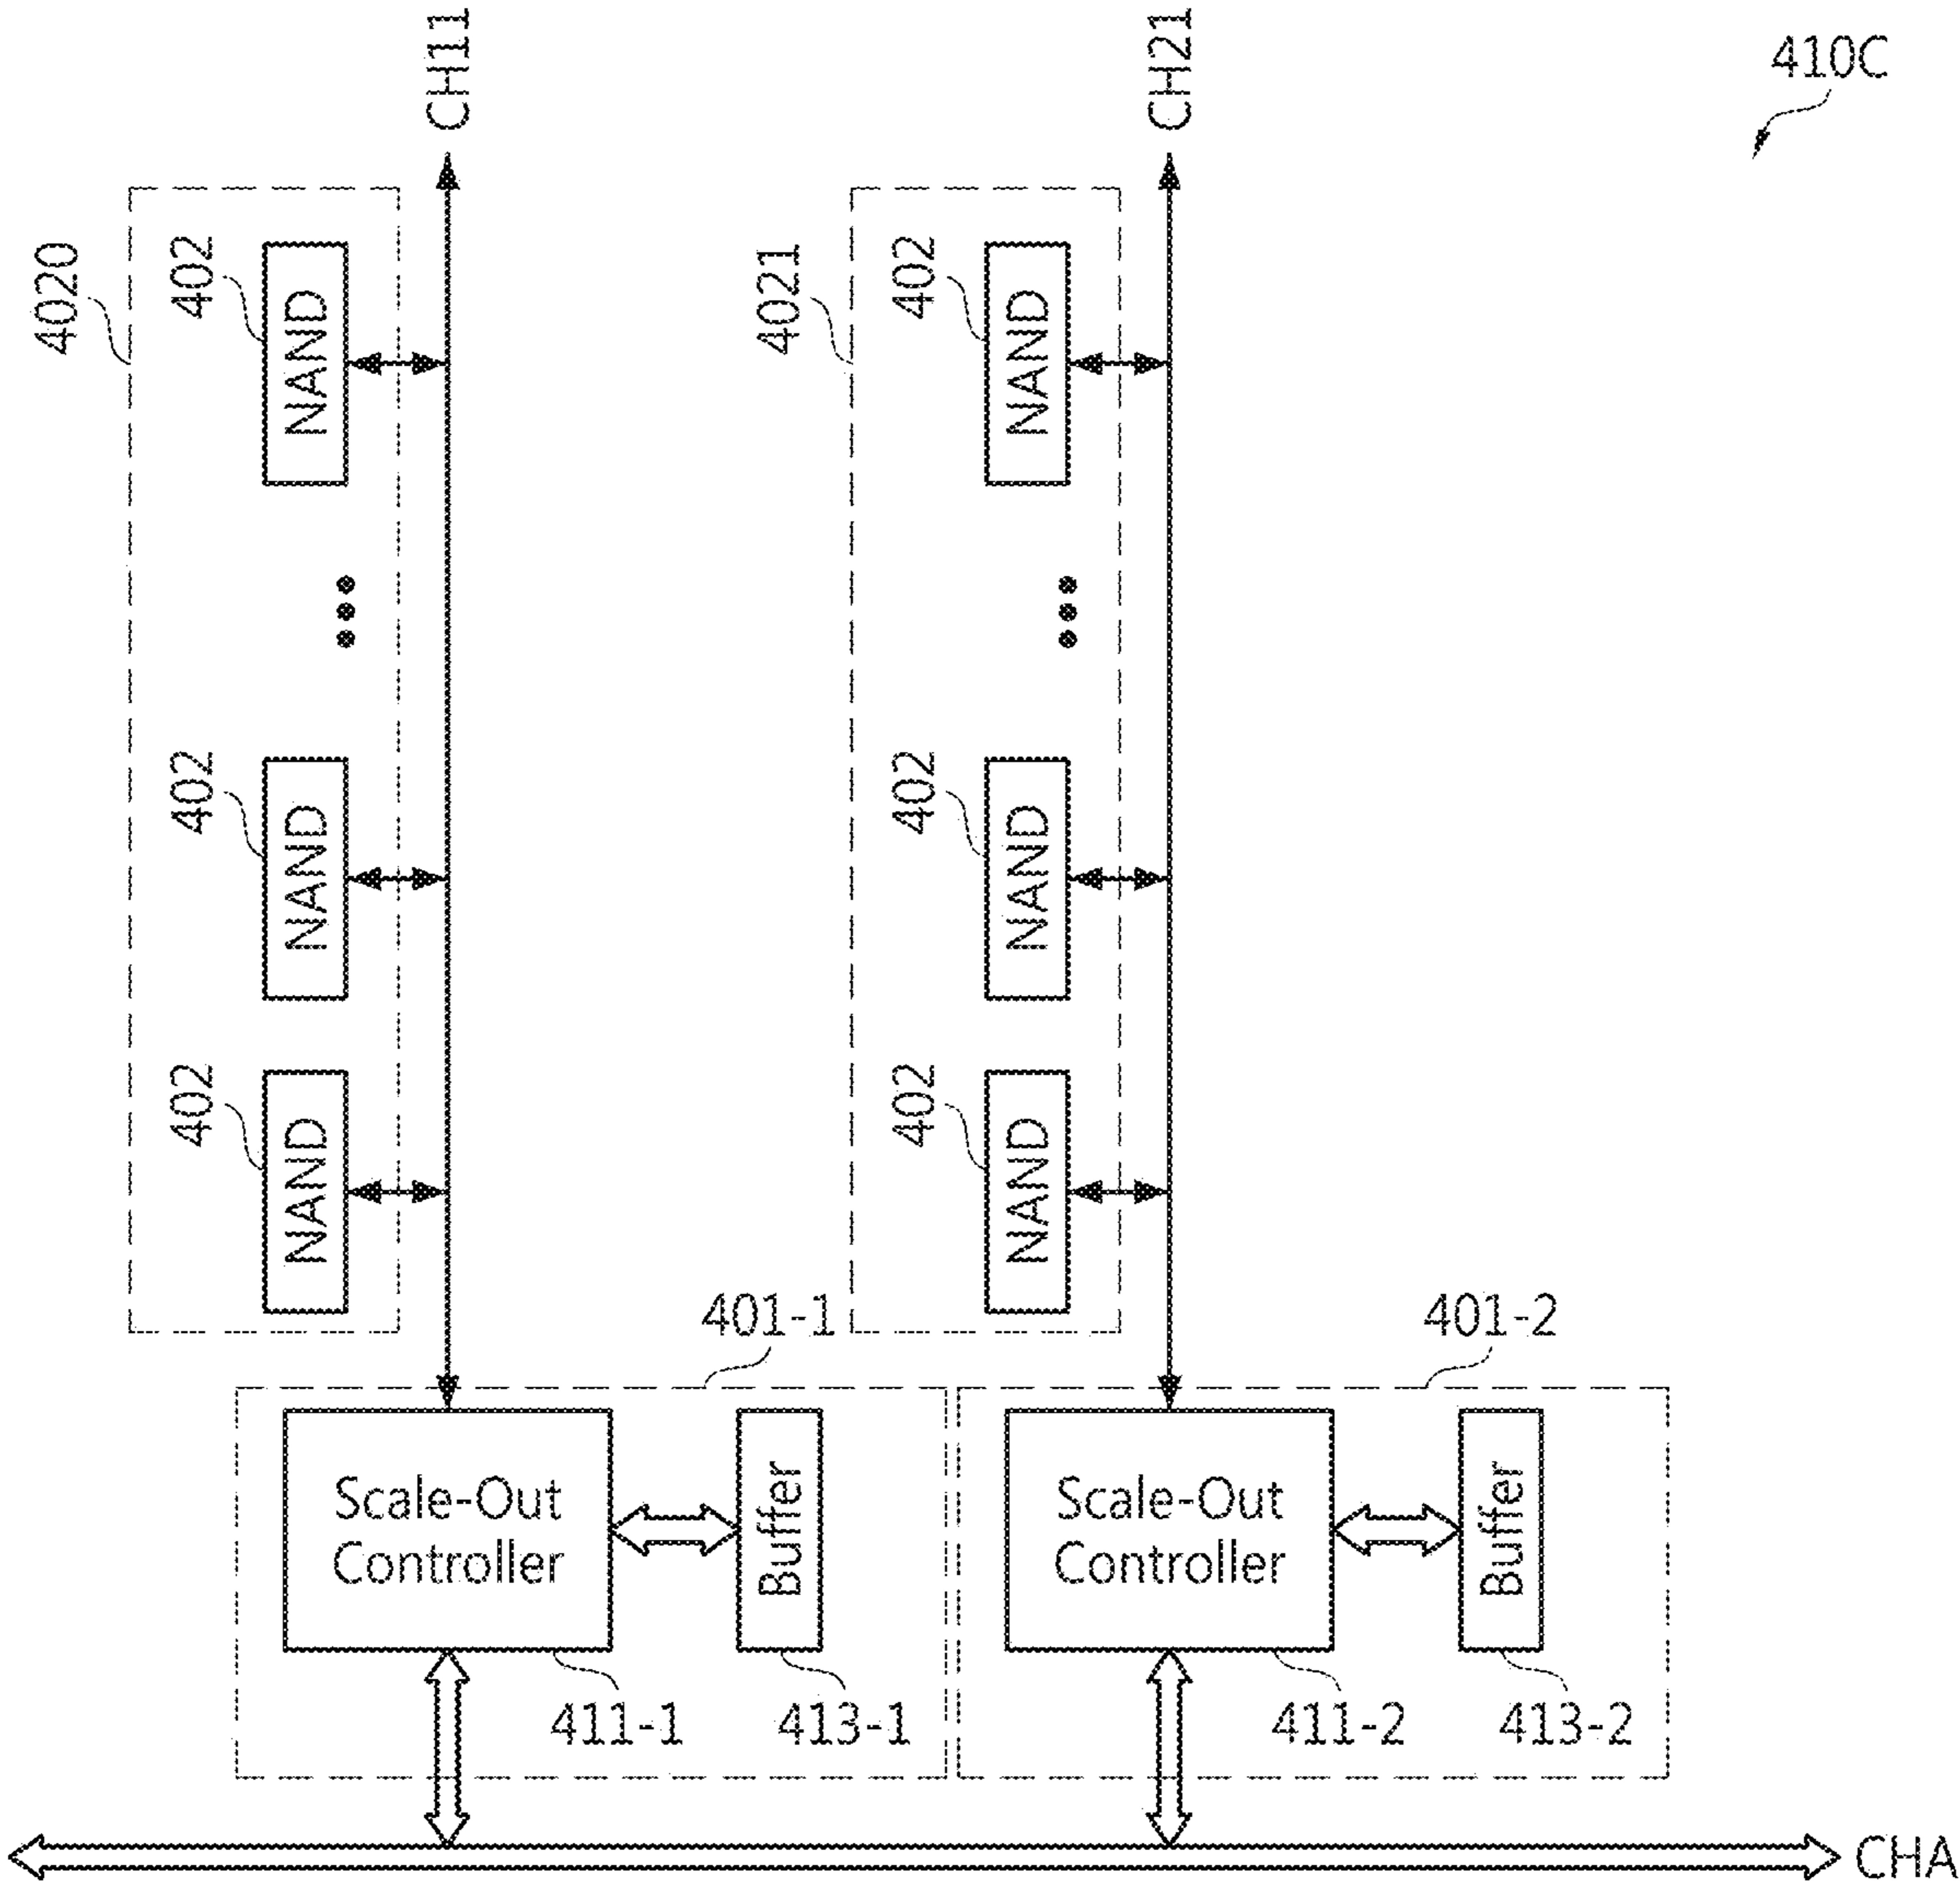 410C
CH11
CH21
4020
402
NAND
4021
402
NAND
402
NAND
402
NAND
402
NAND
402
NAND
401-1
401-2
Scale-Out
Controller
Buffer
Scale-Out
Controller
Buffer
411-1
413-1
411-2
413-2
CHA